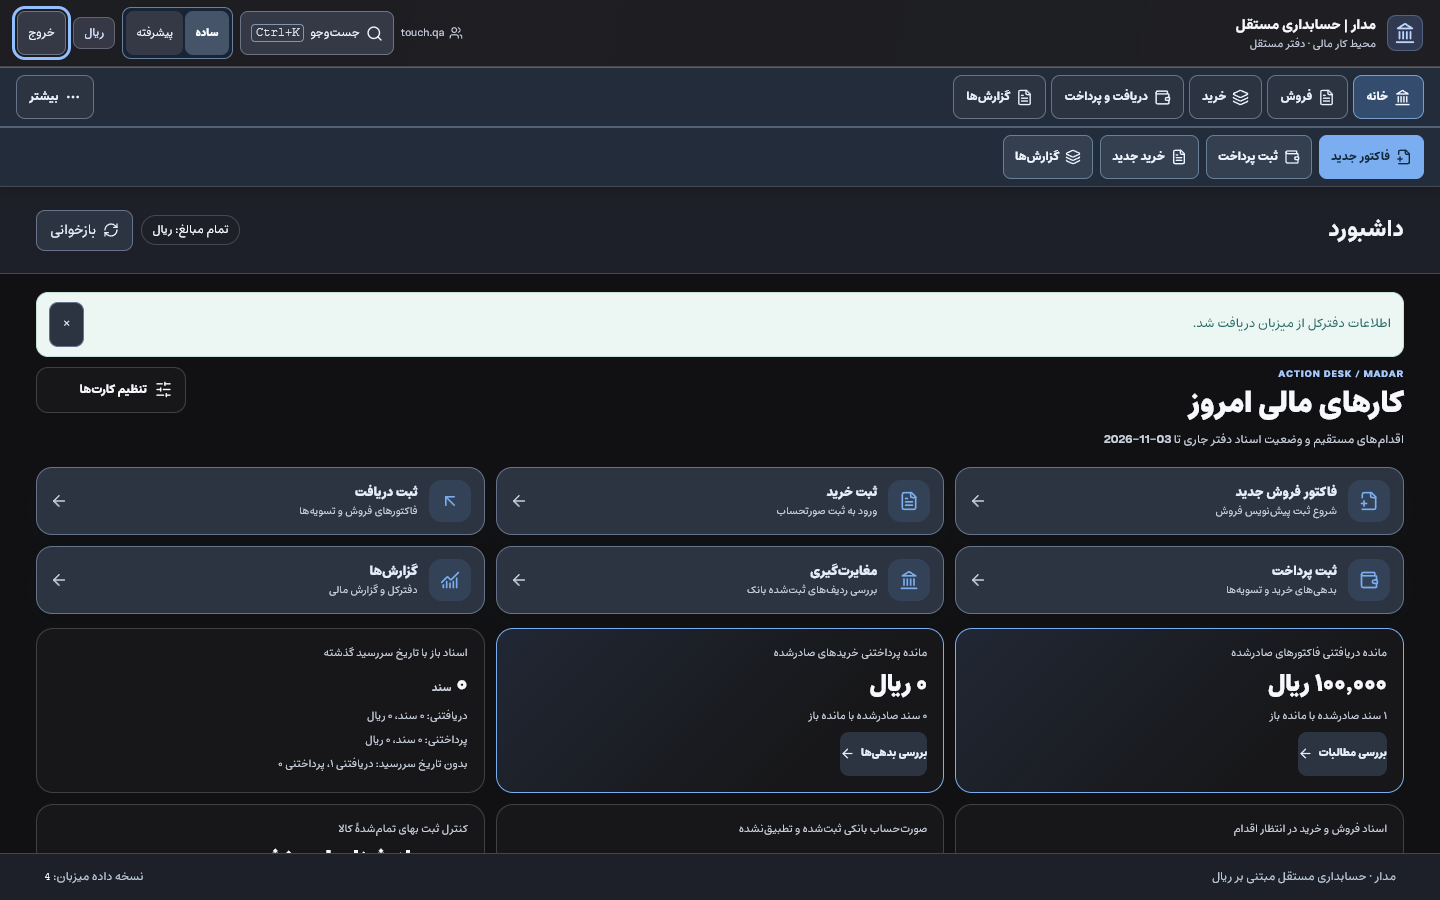 مدار | حسابداری مستقل
محیط کار مالی · دفتر مستقل
touch.qa
جست‌وجو Ctrl+K
ساده
پیشرفته
ریال
خروج
خانه
فروش
خرید
دریافت و پرداخت
گزارش‌ها
بیشتر
فاکتور جدید
ثبت پرداخت
خرید جدید
گزارش‌ها
داشبورد
تمام مبالغ: ریال
بازخوانی
اطلاعات دفترکل از میزبان دریافت شد.
×
ACTION DESK / MADAR
کارهای مالی امروز
اقدام‌های مستقیم و وضعیت اسناد دفتر جاری تا 2026-11-03
تنظیم کارت‌ها
فاکتور فروش جدید
شروع ثبت پیش‌نویس فروش
ثبت خرید
ورود به ثبت صورتحساب
ثبت دریافت
فاکتورهای فروش و تسویه‌ها
ثبت پرداخت
بدهی‌های خرید و تسویه‌ها
مغایرت‌گیری
بررسی ردیف‌های ثبت‌شده بانک
گزارش‌ها
دفترکل و گزارش مالی
مانده دریافتنی فاکتورهای صادرشده
۱۰۰,۰۰۰ ریال
۱ سند صادرشده با مانده باز
بررسی مطالبات
مانده پرداختنی خریدهای صادرشده
۰ ریال
۰ سند صادرشده با مانده باز
بررسی بدهی‌ها
اسناد باز با تاریخ سررسید گذشته
۰ سند
دریافتنی: ۰ سند، ۰ ریال
پرداختنی: ۰ سند، ۰ ریال
بدون تاریخ سررسید: دریافتنی ۱، پرداختنی ۰
اسناد فروش و خرید در انتظار اقدام
صورت‌حساب بانکی ثبت‌شده و تطبیق‌نشده
کنترل ثبت بهای تمام‌شدهٔ کالا
مدار · حسابداری مستقل مبتنی بر ریال
نسخه داده میزبان: 4